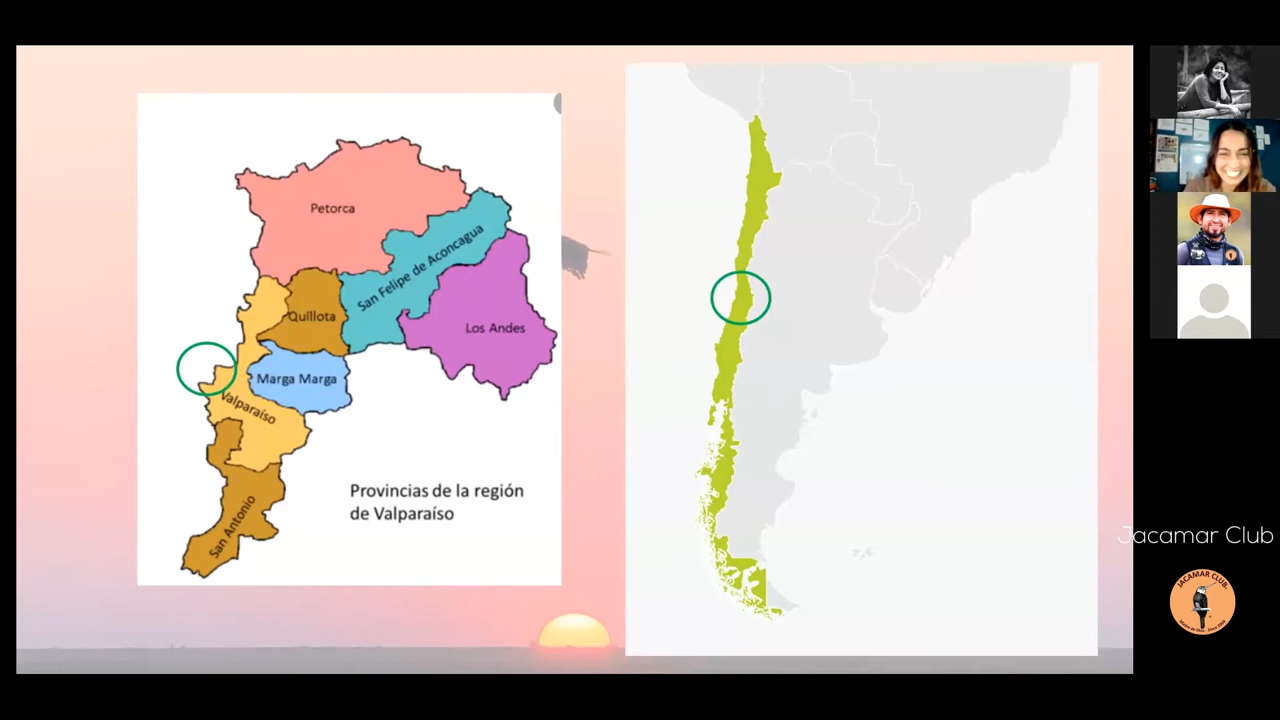 Petorca
San Felipe de Aconcagua
Quillota
Los Andes
Marga Marga
Valparaíso
San Antonio
Provincias de la región
de Valparaíso
Jacamar Club
JACAMAR CLUB